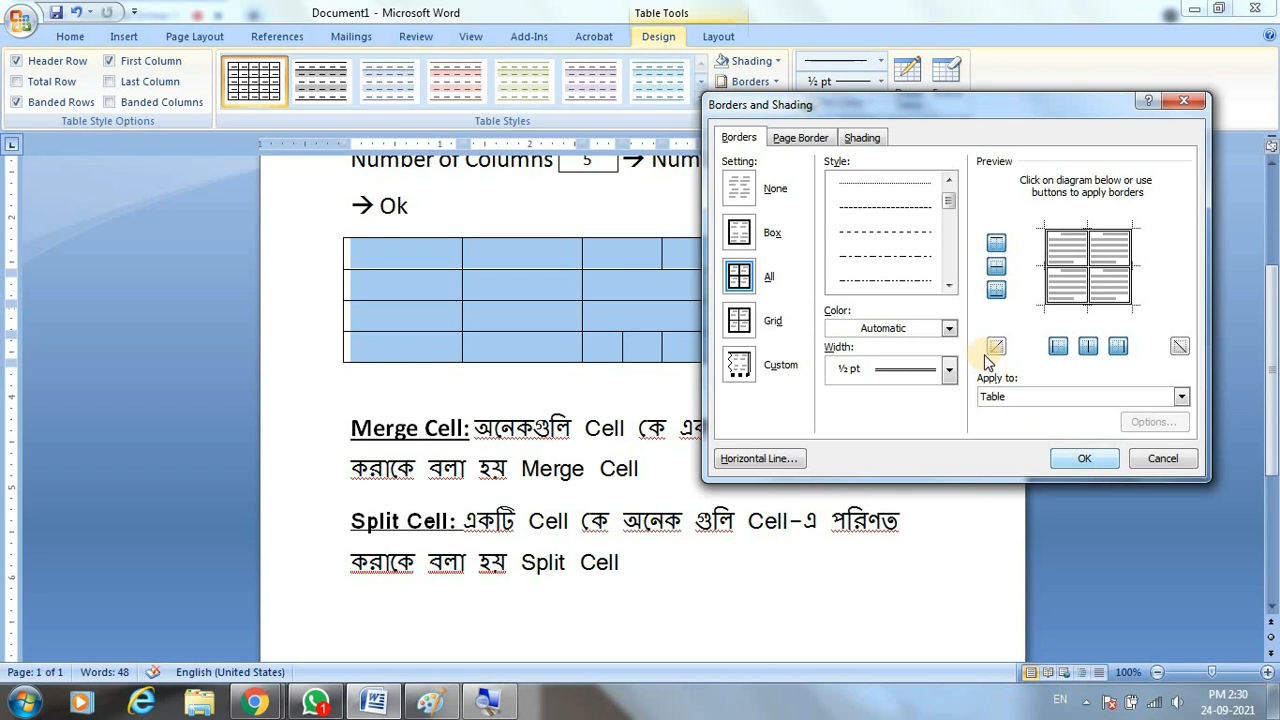 Document1 - Microsoft Word
Table Tools
Home Insert Page Layout References Mailings Review View Add-Ins Acrobat Design Layout
Header Row First Column
Total Row Last Column
Banded Rows Banded Columns
Table Style Options
Table Styles
Shading
Borders
½ pt
Borders and Shading
Borders Page Border Shading
Setting:
None
Box
All
Grid
Custom
Style:
Color:
Automatic
Width:
½ pt
Preview
Click on diagram below or use
buttons to apply borders
Apply to:
Table
Options...
Horizontal Line...
OK
Cancel
Number of Columns 5 → Num
→ Ok
Merge Cell: অনেকগুলি Cell কে
করাকে বলা হয় Merge Cell
Split Cell: একটি Cell কে অনেক গুলি Cell-এ পরিণত
করাকে বলা হয় Split Cell
Page: 1 of 1 Words: 48 English (United States) 100%
EN
PM 2:30
24-09-2021